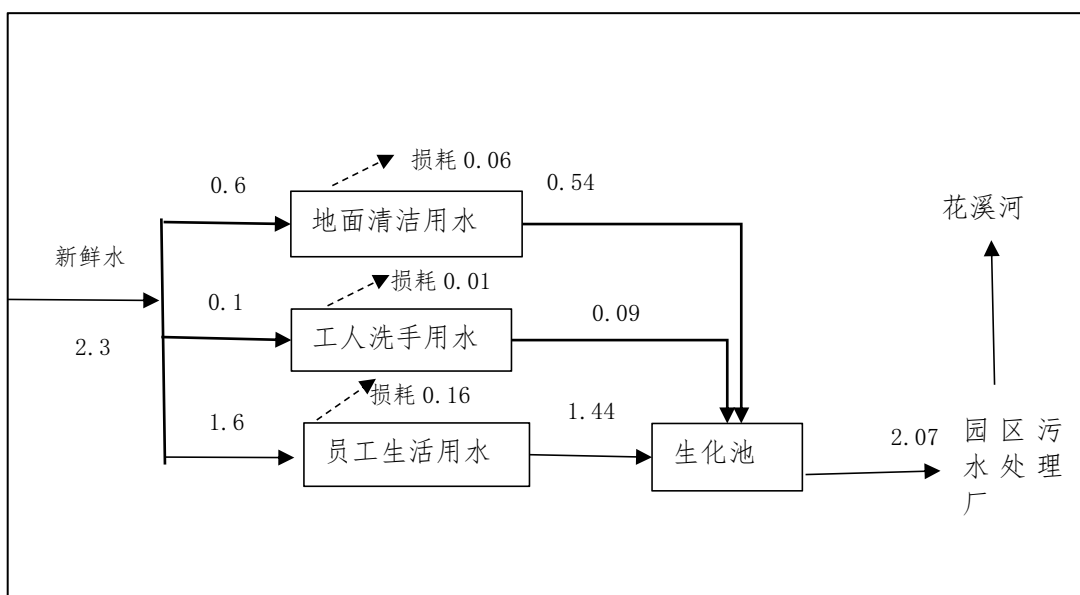 损耗 0.06
0.6
0.54
地面清洁用水
花溪河
新鲜水
损耗 0.01
0.1
0.09
工人洗手用水
2.3
损耗 0.16
1.6
1.44
员工生活用水
生化池
2.07
园区污
水处理
厂